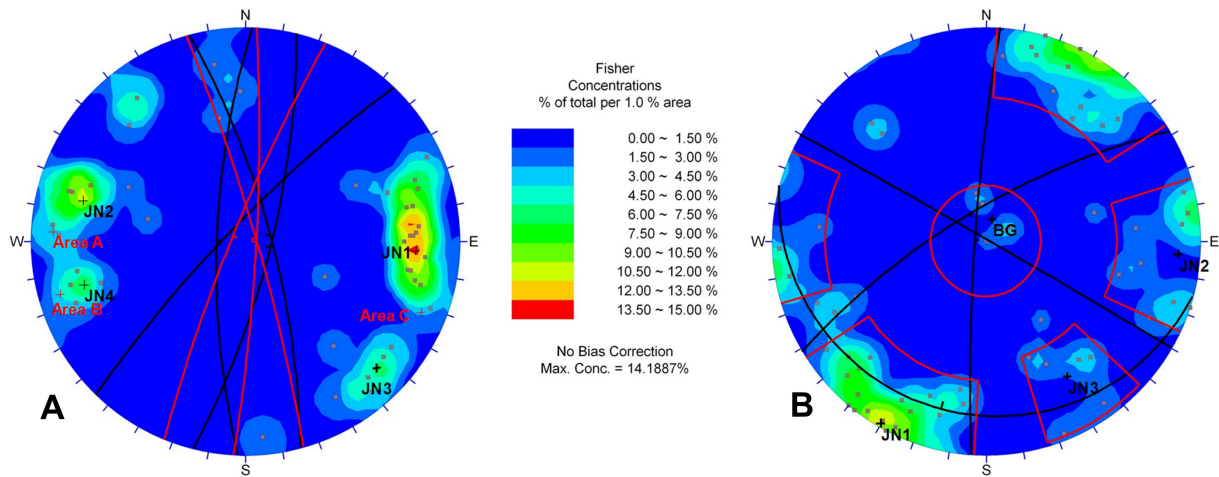 N
W
E
S
JN2
Area A
JN4
Area B
JN1
Area C
JN3
A
Fisher
Concentrations
% of total per 1.0 % area
0.00 ~ 1.50 %
1.50 ~ 3.00 %
3.00 ~ 4.50 %
4.50 ~ 6.00 %
6.00 ~ 7.50 %
7.50 ~ 9.00 %
9.00 ~ 10.50 %
10.50 ~ 12.00 %
12.00 ~ 13.50 %
13.50 ~ 15.00 %
No Bias Correction
Max. Conc. = 14.1887%
N
W
E
S
BG
JN2
JN3
JN1
B